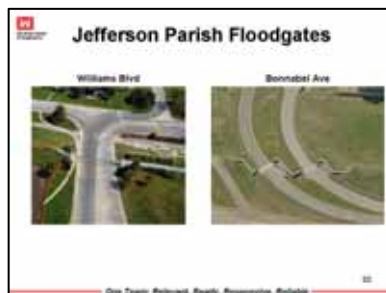 Jefferson Parish Floodgates
Williams Blvd Bonnabel Ave
One Team: Relevant, Ready, Responsive, Reliable